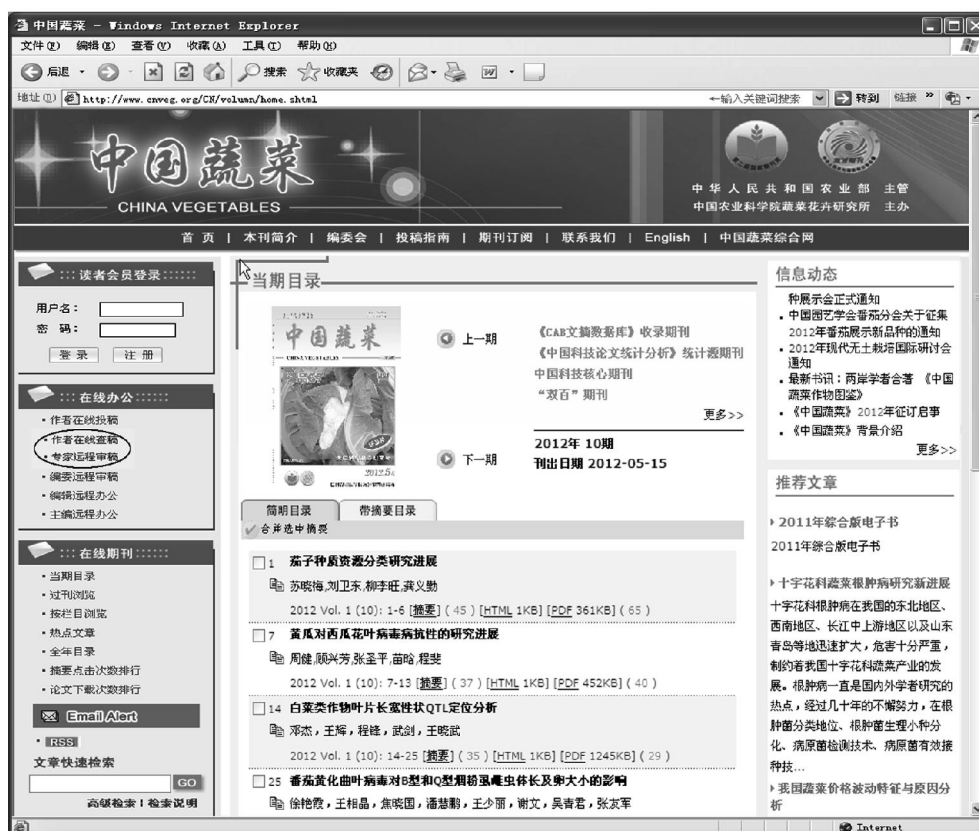 中国蔬菜 - Windows Internet Explorer
文件(F) 编辑(E) 查看(V) 收藏(A) 工具(T) 帮助(H)
后退 搜索 收藏夹
地址(D) http://www.cnveg.org/CN/volumn/home.shtml ←输入关键词搜索 转到 链接 »
中国蔬菜
CHINA VEGETABLES
中华人民共和国农业部 主管
中国农业科学院蔬菜花卉研究所 主办
首 页 | 本刊简介 | 编委会 | 投稿指南 | 期刊订阅 | 联系我们 | English | 中国蔬菜综合网
:::读者会员登录::::::
用户名:
密 码:
登 录 注 册
:::在线办公::::::
·作者在线投稿
·作者在线查稿
·专家远程审稿
·编委远程审稿
·编辑远程办公
·主编远程办公
:::在线期刊::::::
·当期目录
·过刊浏览
·按栏目浏览
·热点文章
·全年目录
·摘要点击次数排行
·论文下载次数排行
Email Alert
· RSS
文章快速检索
GO
高级检索!检索说明
当期目录
中国蔬菜
CHINA VEGETABLES
2012.5
上一期
下一期
《CAB文摘数据库》收录期刊
《中国科技论文统计分析》统计源期刊
中国科技核心期刊
“双百”期刊
更多>>
2012年 10期
刊出日期 2012-05-15
简明目录 带摘要目录
合并选中摘要
1 茄子种质资源分类研究进展
苏晓梅,刘卫东,柳李旺,龚义勤
2012 Vol. 1 (10): 1-6 [摘要] ( 45 ) [HTML 1KB] [PDF 361KB] ( 65 )
7 黄瓜对西瓜花叶病毒病抗性的研究进展
周健,顾兴芳,张圣平,苗晗,程斐
2012 Vol. 1 (10): 7-13 [摘要] ( 37 ) [HTML 1KB] [PDF 452KB] ( 40 )
14 白菜类作物叶片长宽性状QTL定位分析
邓杰,王辉,程锋,武剑,王晓武
2012 Vol. 1 (10): 14-25 [摘要] ( 35 ) [HTML 1KB] [PDF 1245KB] ( 29 )
25 番茄黄化曲叶病毒对B型和Q型烟粉虱雌虫体长及卵大小的影响
徐艳霞,王相晶,焦晓国,潘慧鹏,王少丽,谢文,吴青君,张友军
信息动态
种展示会正式通知
· 中国园艺学会番茄分会关于征集
2012年番茄展示新品种的通知
· 2012年现代无土栽培国际研讨会
通知
· 最新书讯:两岸学者合著 《中国
蔬菜作物图鉴》
· 《中国蔬菜》2012年征订启事
· 《中国蔬菜》背景介绍
更多>>
推荐文章
2011年综合版电子书
2011年综合版电子书
十字花科蔬菜根肿病研究新进展
十字花科根肿病在我国的东北地区、
西南地区、长江中上游地区以及山东
青岛等地迅速扩大,危害十分严重,
制约着我国十字花科蔬菜产业的发
展。根肿病一直是国内外学者研究的
热点,经过几十年的不懈努力,在根
肿菌分类地位、根肿菌生理小种分
化、病原菌检测技术、病原菌有效接
种技...
我国蔬菜价格波动特征与原因分
析
Internet